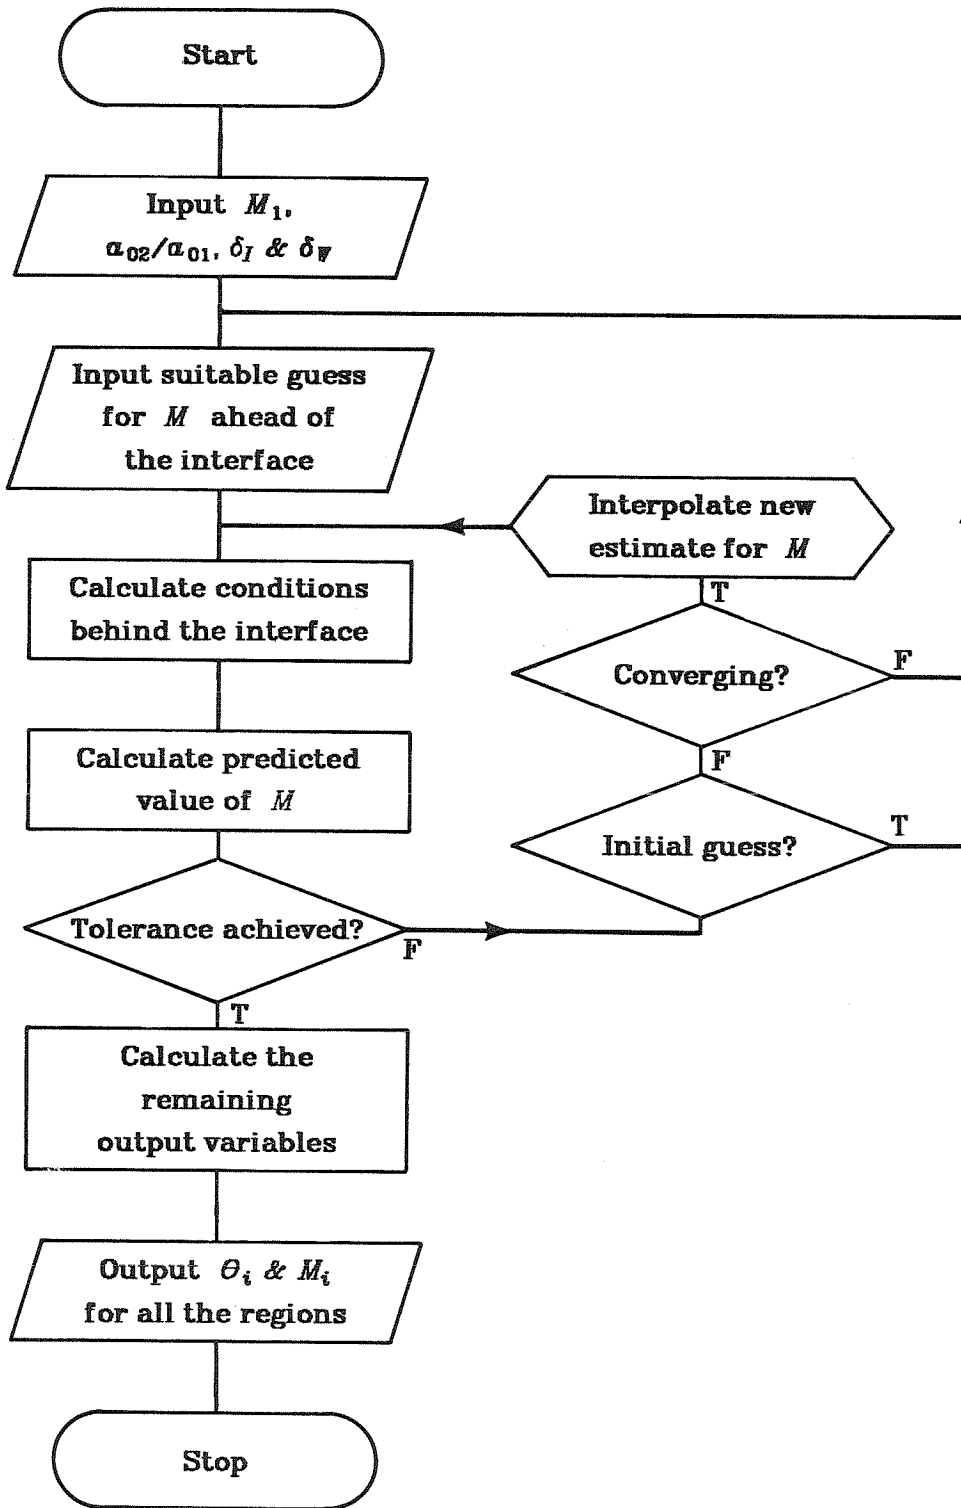 Start
Input M₁,
a₀₂/a₀₁, δ_I & δ_W
Input suitable guess
for M ahead of
the interface
Interpolate new
estimate for M
T
Calculate conditions
behind the interface
Converging?
F
F
Calculate predicted
value of M
Initial guess?
T
Tolerance achieved?
F
T
Calculate the
remaining
output variables
Output θᵢ & Mᵢ
for all the regions
Stop